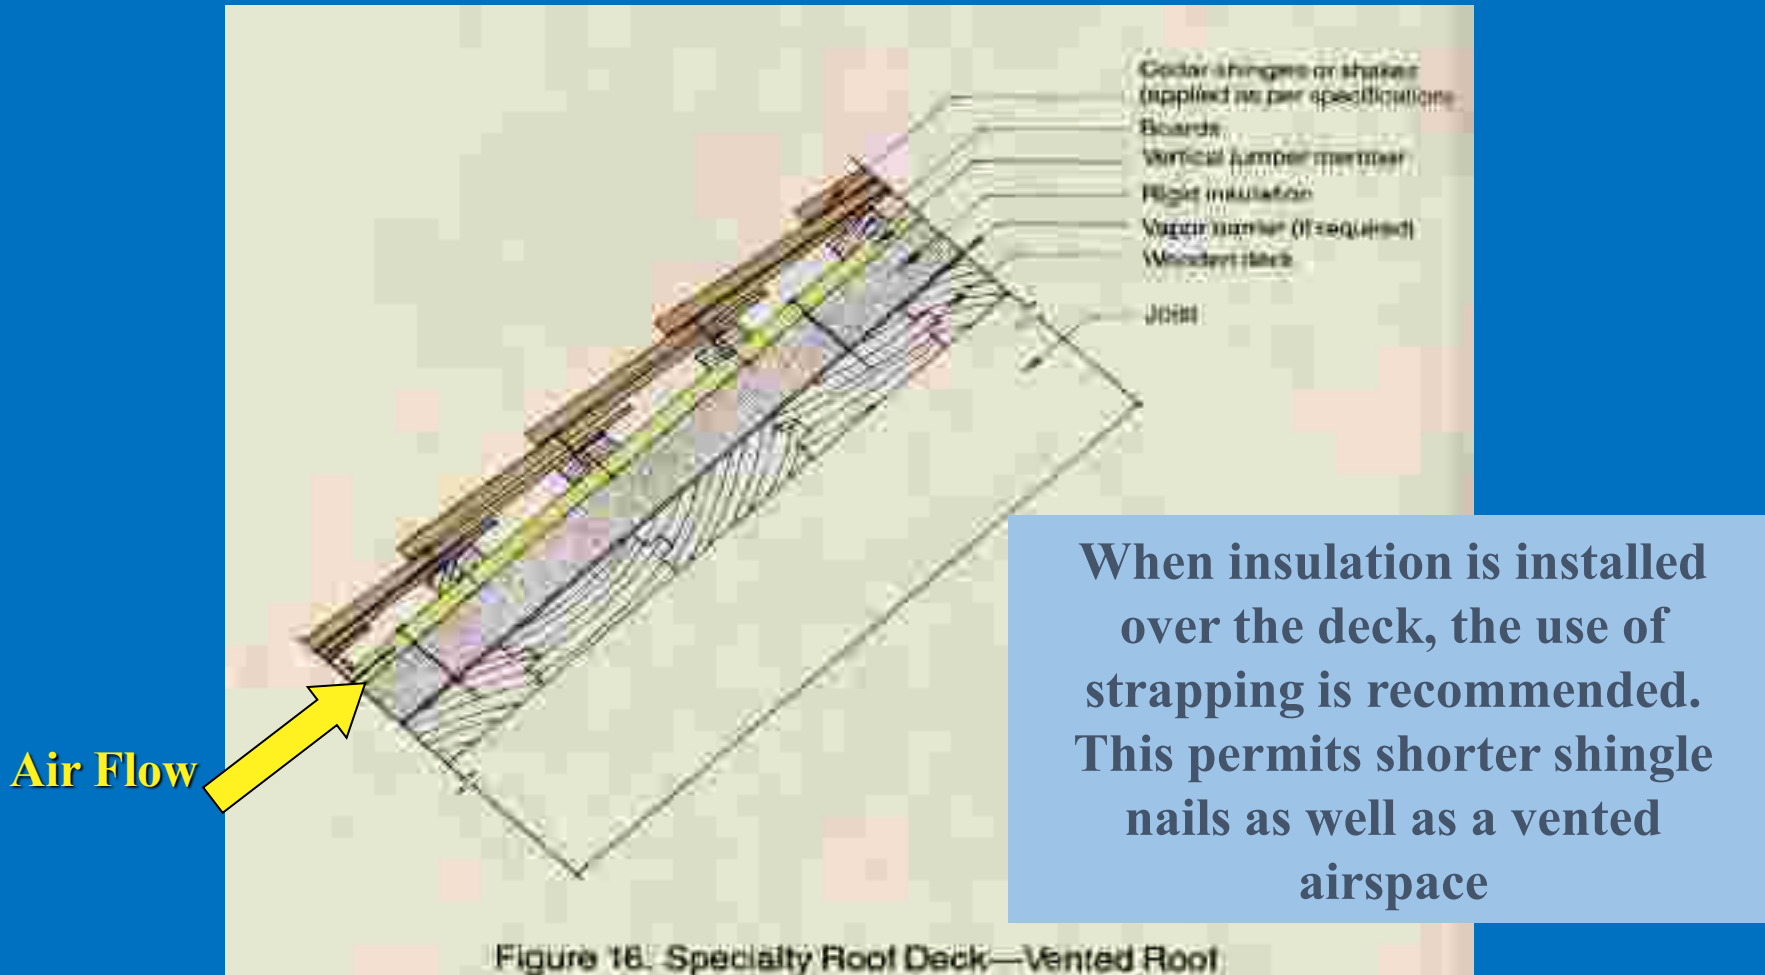 Cedar shingles or shakes
(applied as per specifications
Boards
Vertical lumber member
Rigid insulation
Vapor barrier (if required)
Wooden deck
Joist
When insulation is installed
over the deck, the use of
strapping is recommended.
This permits shorter shingle
nails as well as a vented
airspace
Air Flow
Figure 16. Specialty Roof Deck—Vented Roof